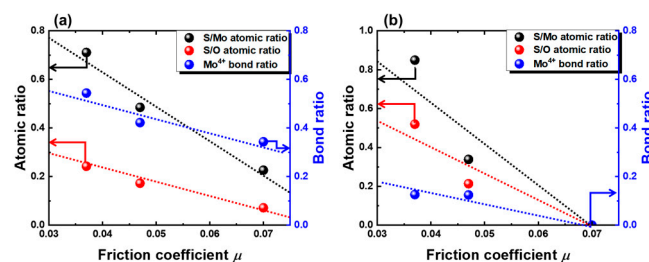 (a)
S/Mo atomic ratio
S/O atomic ratio
Mo⁴⁺ bond ratio
0.8
0.6
0.4
0.2
0.0
Atomic ratio
0.8
0.6
0.4
0.2
0.0
Bond ratio
0.03 0.04 0.05 0.06 0.07
Friction coefficient μ
(b)
S/Mo atomic ratio
S/O atomic ratio
Mo⁴⁺ bond ratio
1.0
0.8
0.6
0.4
0.2
0.0
Atomic ratio
0.8
0.6
0.4
0.2
0.0
Bond ratio
0.03 0.04 0.05 0.06 0.07
Friction coefficient μ